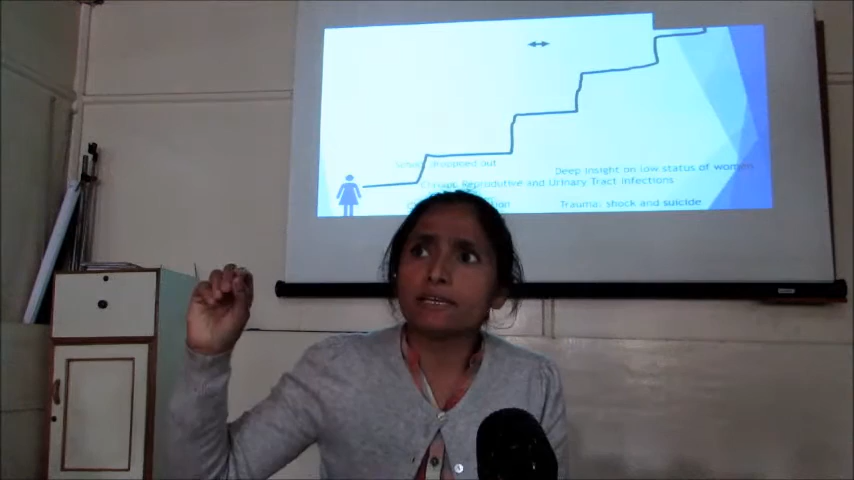 School dropped out
Deep insight on low status of women
Chronic Reproductive and Urinary Tract infections
Trauma: shock and suicide